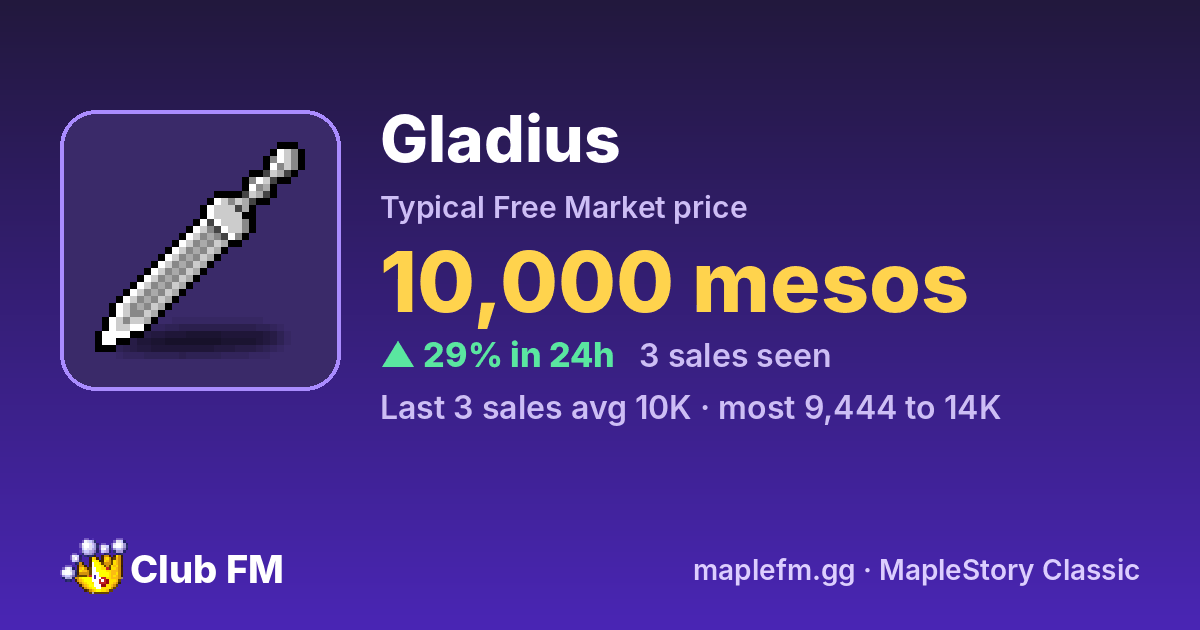 Gladius
Typical Free Market price
10,000 mesos
▲ 29% in 24h 3 sales seen
Last 3 sales avg 10K · most 9,444 to 14K
Club FM
maplefm.gg · MapleStory Classic